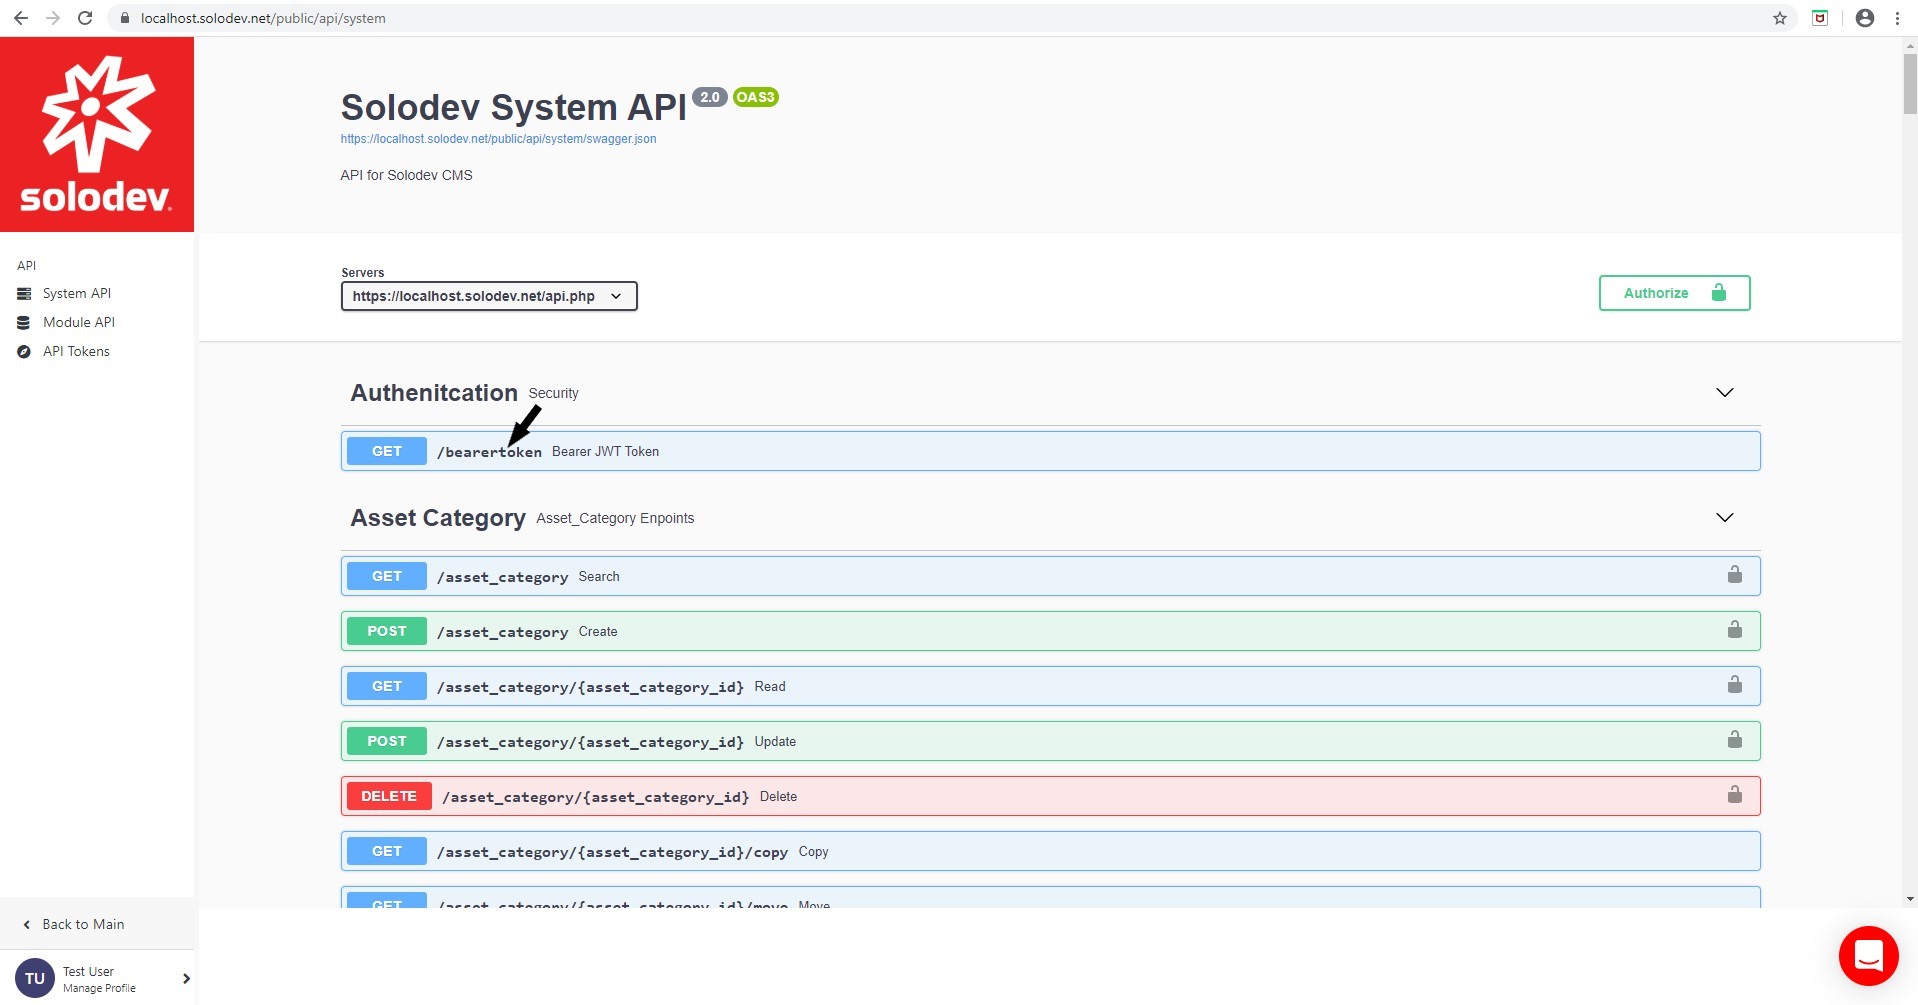 localhost.solodev.net/public/api/system
solodev.
API
System API
Module API
API Tokens
Back to Main
TU
Test User
Manage Profile
Solodev System API 2.0 OAS3
https://localhost.solodev.net/public/api/system/swagger.json
API for Solodev CMS
Servers
https://localhost.solodev.net/api.php
Authorize
Authenitcation Security
GET /bearertoken Bearer JWT Token
Asset Category Asset_Category Enpoints
GET /asset_category Search
POST /asset_category Create
GET /asset_category/{asset_category_id} Read
POST /asset_category/{asset_category_id} Update
DELETE /asset_category/{asset_category_id} Delete
GET /asset_category/{asset_category_id}/copy Copy
GET /asset_category/{asset_category_id}/move Move